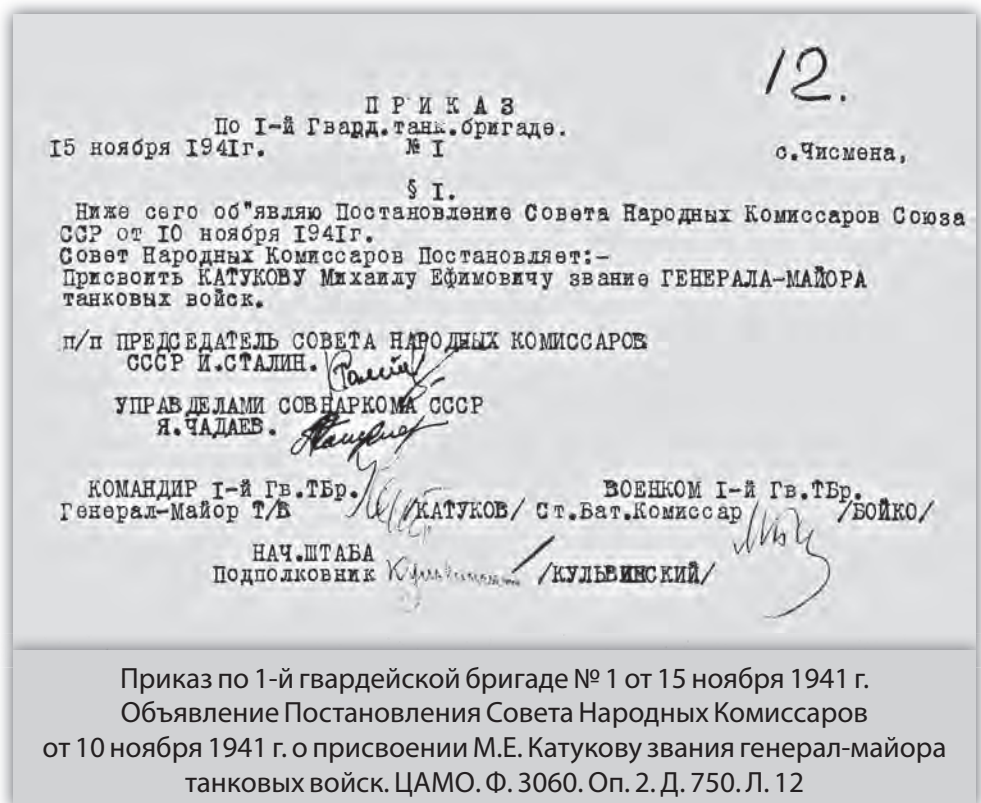 12.
ПРИКАЗ
По I-й Гвард.танк.бригаде.
15 ноября 1941г. № I с.Чисмена,
§ I.
Ниже сего об"являю Постановление Совета Народных Комиссаров Союза
ССР от 10 ноября 1941г.
Совет Народных Комиссаров Постановляет:-
Присвоить КАТУКОВУ Михаилу Ефимовичу звание ГЕНЕРАЛА-МАЙОРА
танковых войск.
п/п ПРЕДСЕДАТЕЛЬ СОВЕТА НАРОДНЫХ КОМИССАРОВ
СССР И.СТАЛИН.
УПРАВДЕЛАМИ СОВНАРКОМА СССР
Я.ЧАДАЕВ.
КОМАНДИР I-й Гв.ТБр. ВОЕНКОМ I-й Гв.ТБр.
Генерал-Майор Т/В /КАТУКОВ/ Ст.Бат.Комиссар /БОЙКО/
НАЧ.ШТАБА
Подполковник /КУЛЬВИНСКИЙ/
Приказ по 1-й гвардейской бригаде № 1 от 15 ноября 1941 г.
Объявление Постановления Совета Народных Комиссаров
от 10 ноября 1941 г. о присвоении М.Е. Катукову звания генерал-майора
танковых войск. ЦАМО. Ф. 3060. Оп. 2. Д. 750. Л. 12